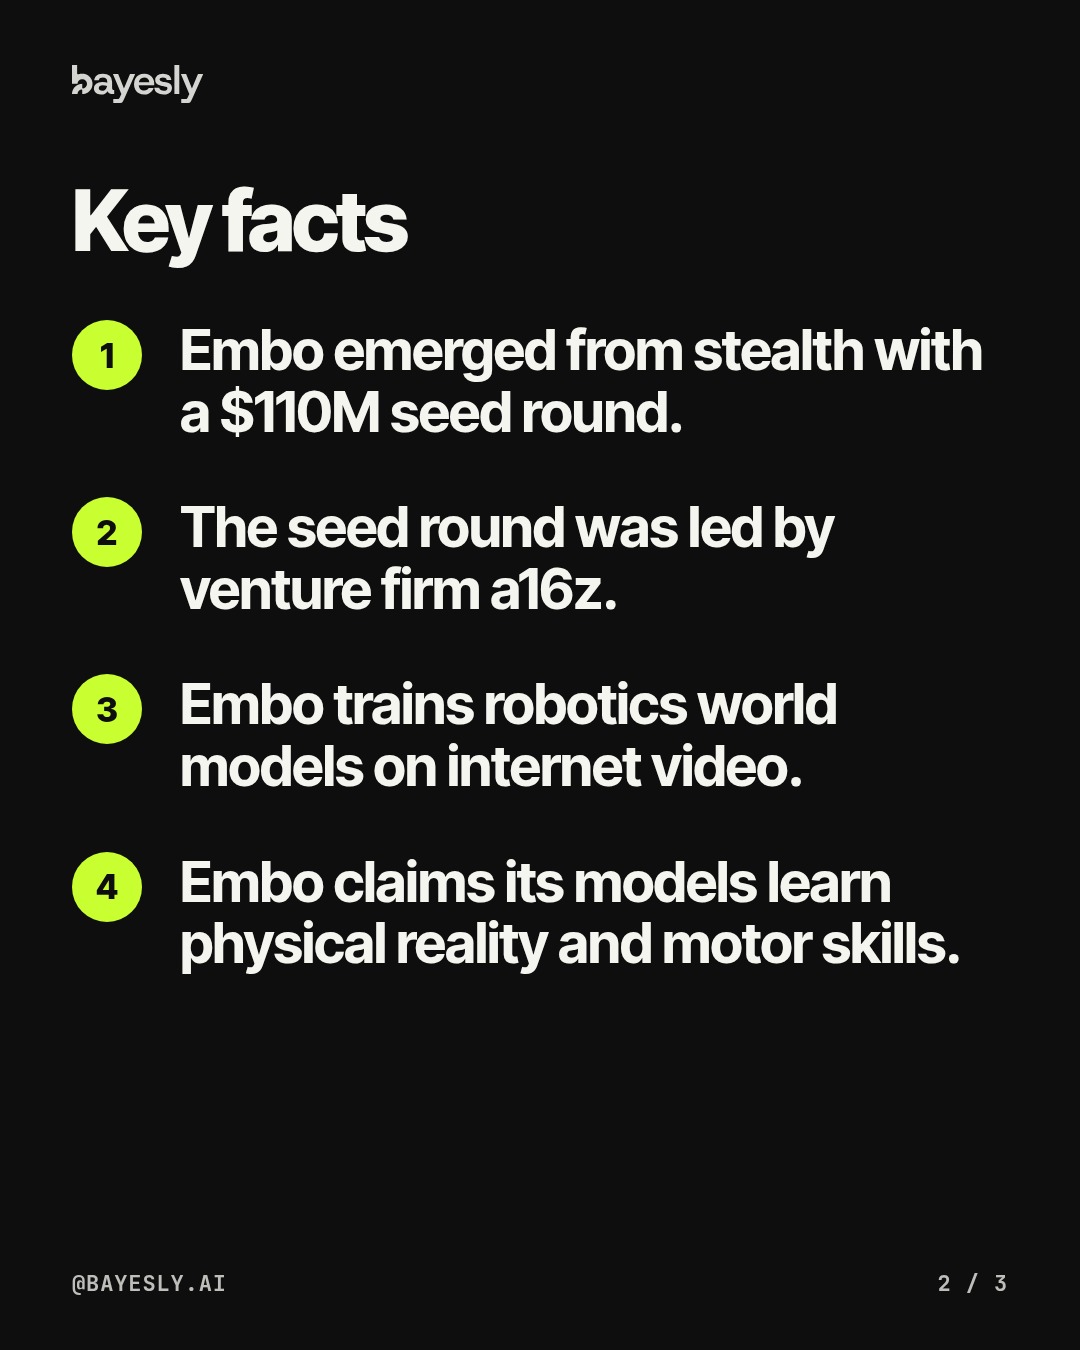 bayesly
Key facts
1
Embo emerged from stealth with
a $110M seed round.
2
The seed round was led by
venture firm a16z.
3
Embo trains robotics world
models on internet video.
4
Embo claims its models learn
physical reality and motor skills.
@BAYESLY.AI
2 / 3